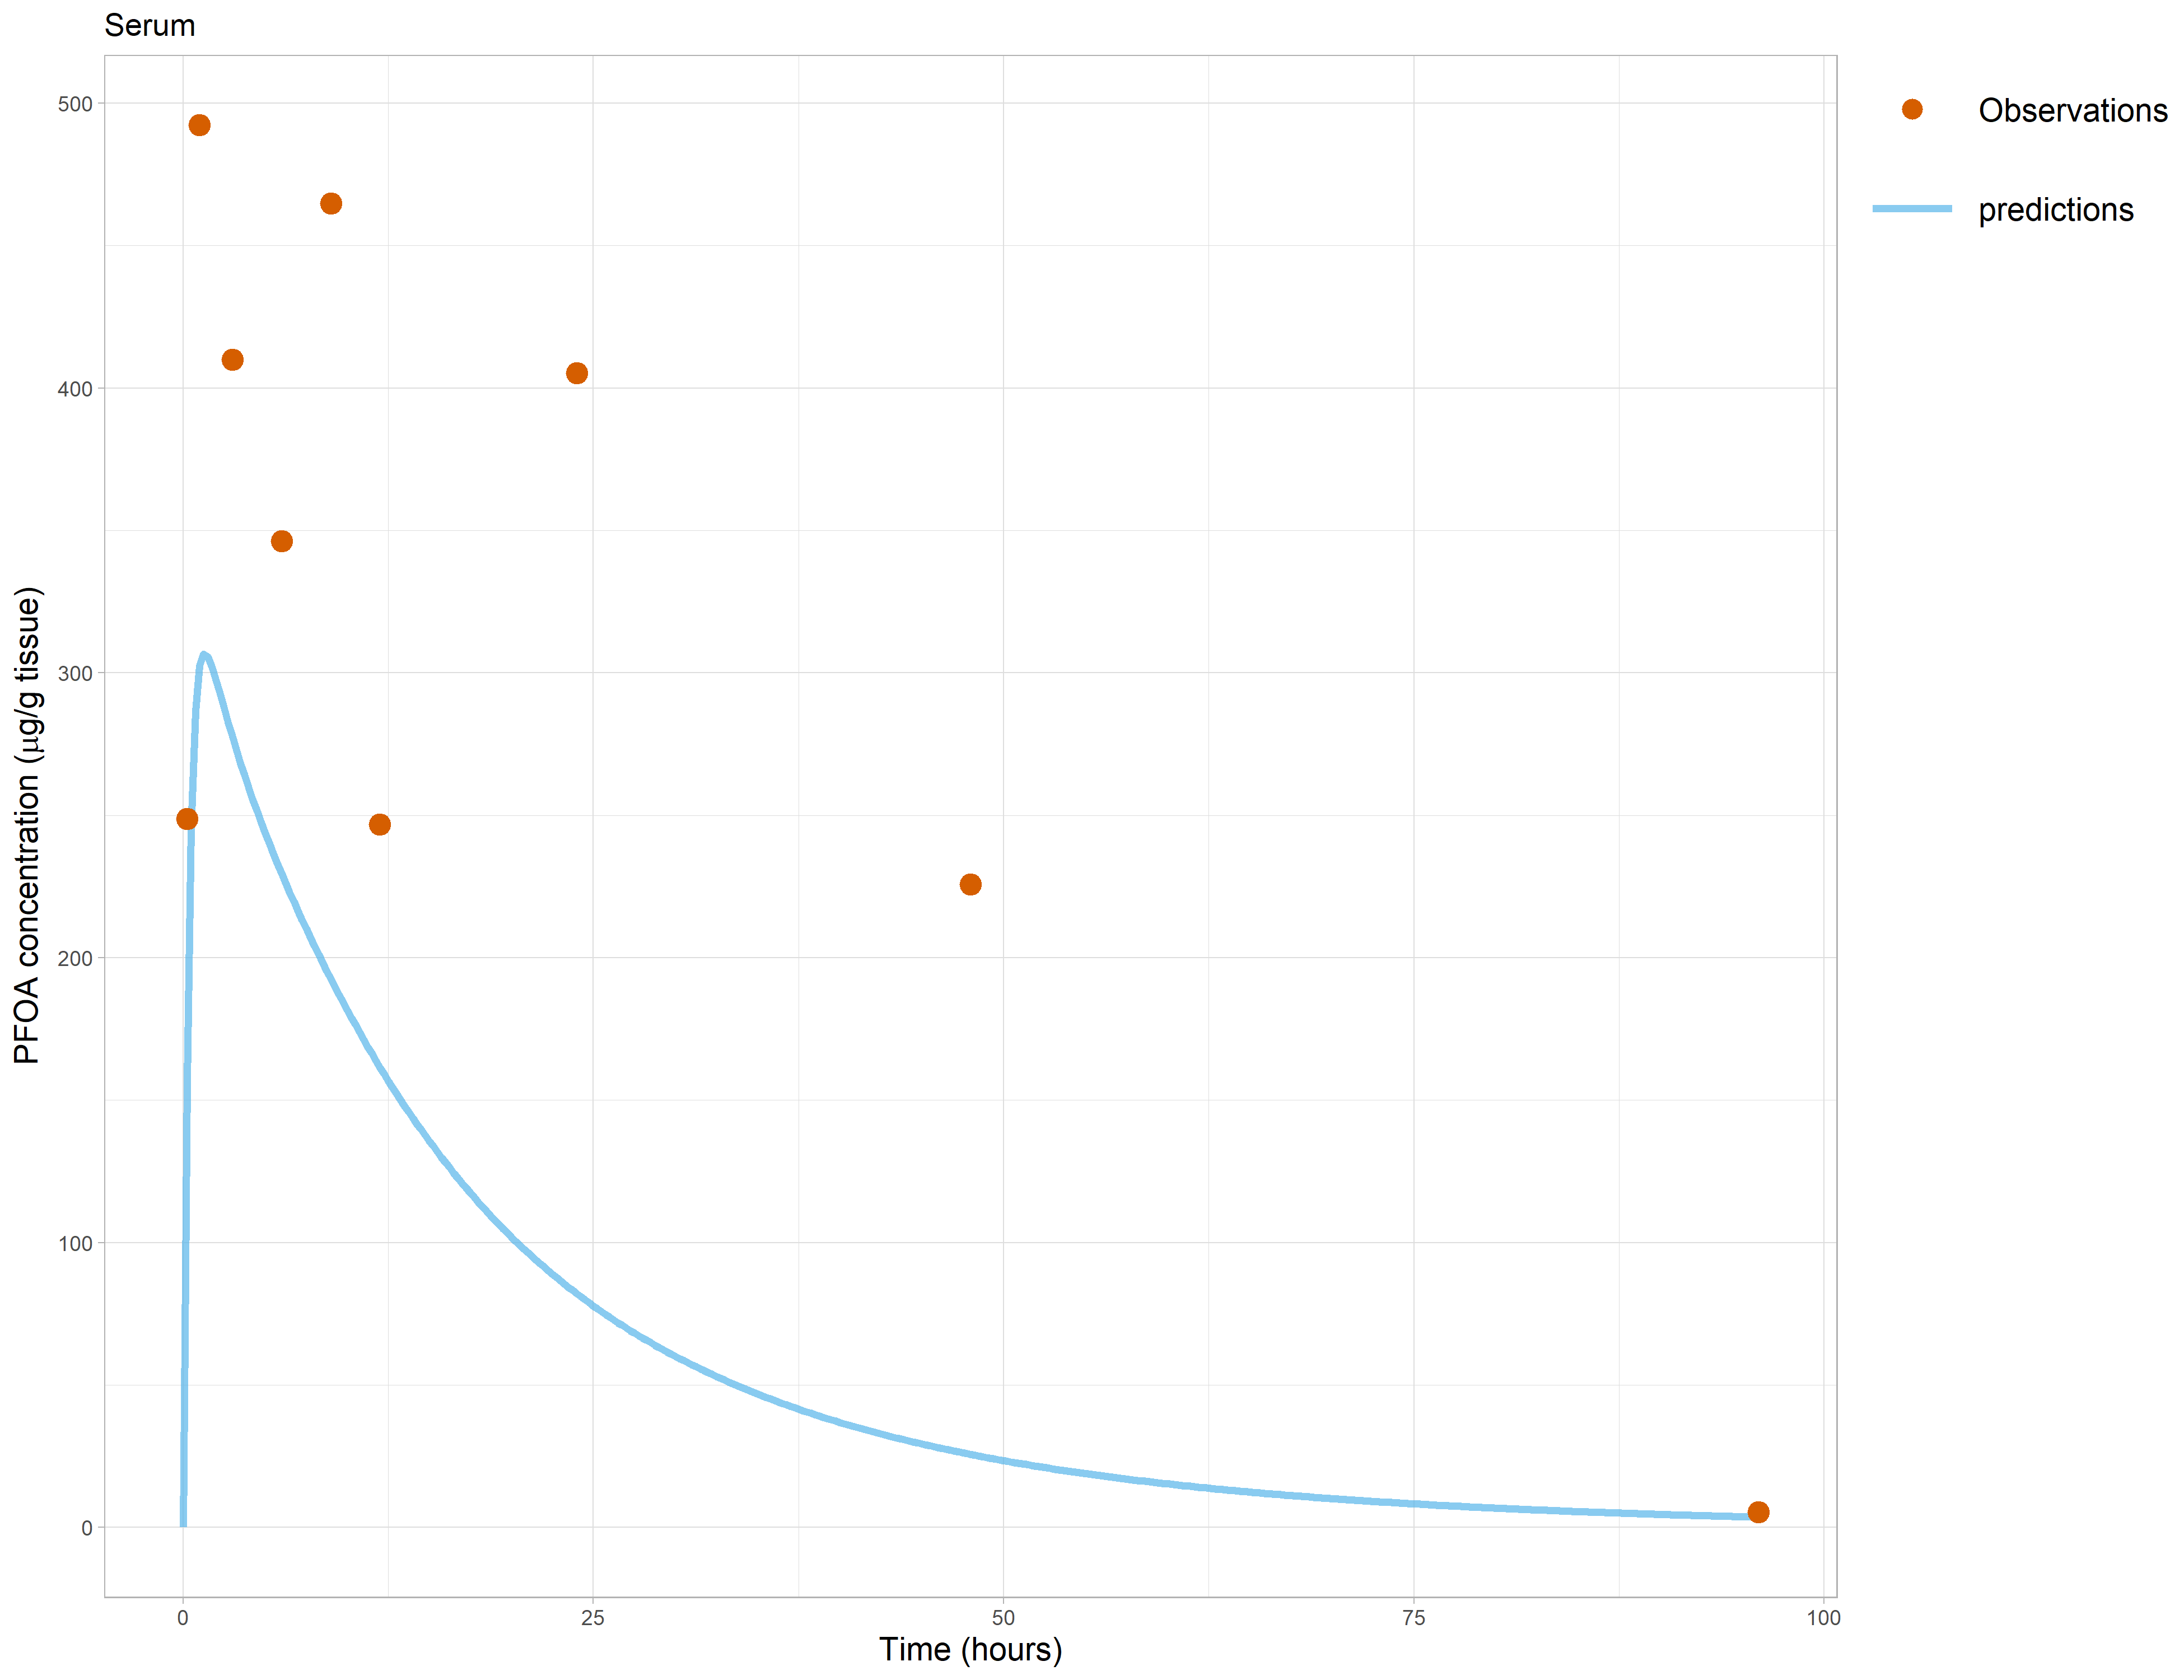 Serum
500
400
300
200
100
0
PFOA concentration (μg/g tissue)
0 25 50 75 100
Time (hours)
Observations
predictions